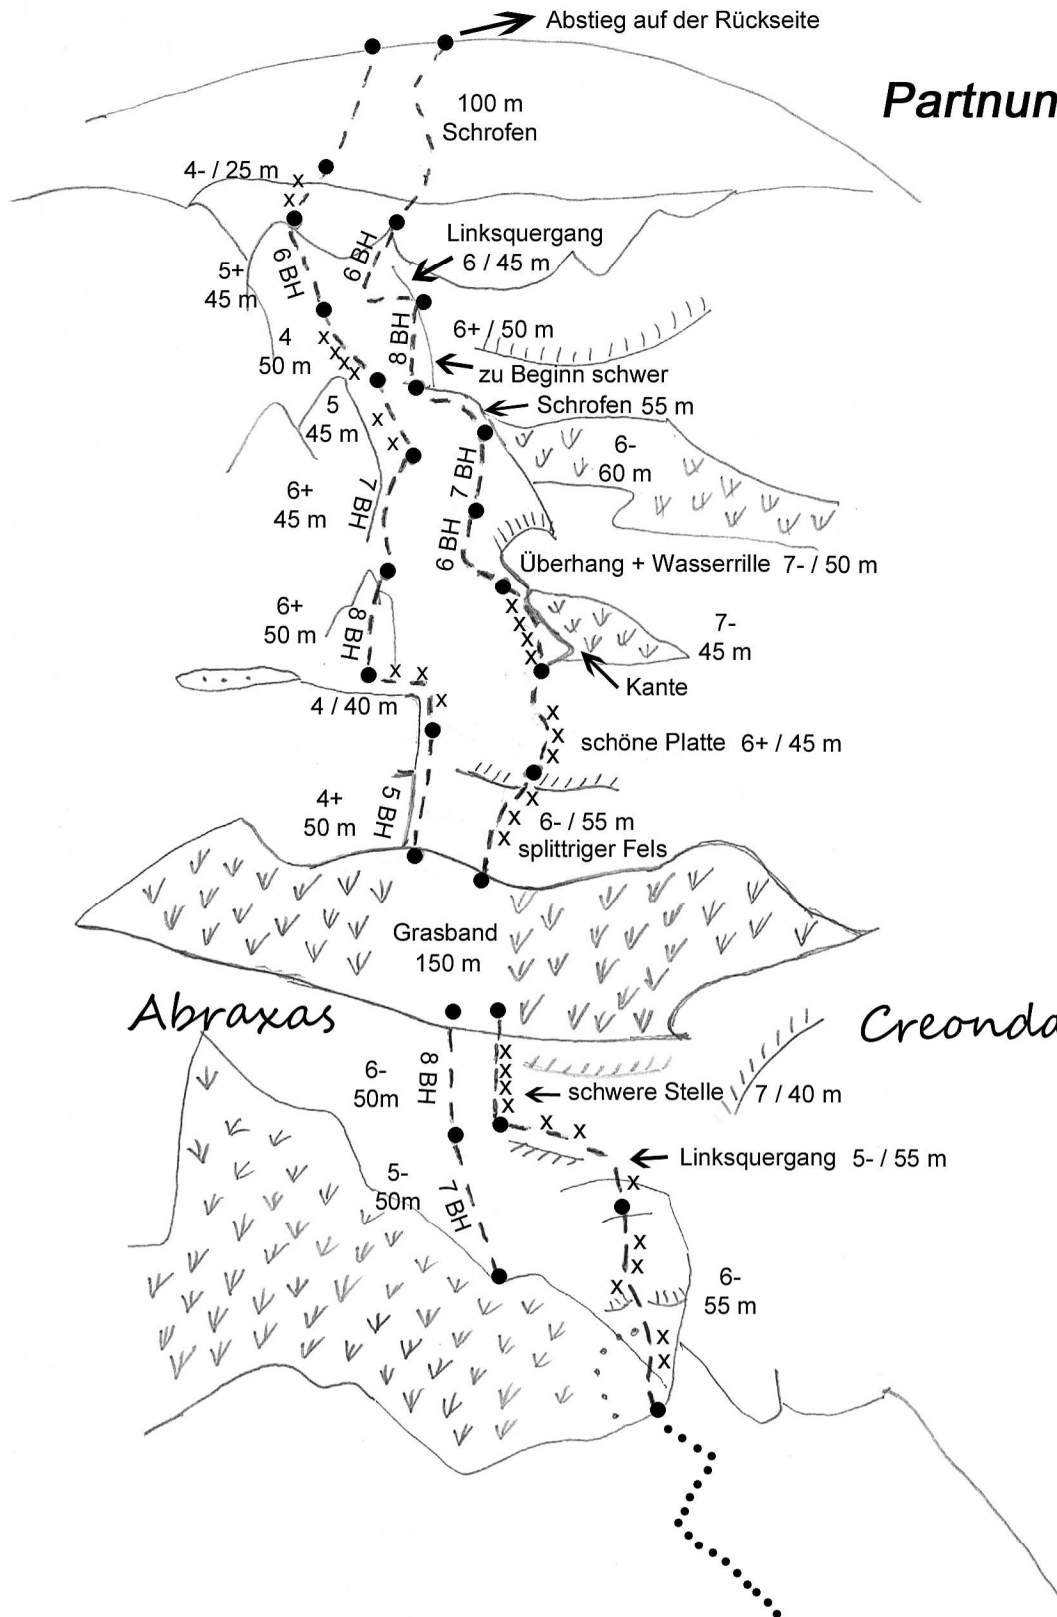 Abstieg auf der Rückseite
Partnun
100 m
Schrofen
4- / 25 m
x
x
Linksquergang
6 / 45 m
6 BH
6 BH
5+
45 m
4
50 m
x
x
x
x
8 BH
6+ / 50 m
zu Beginn schwer
Schrofen 55 m
5
45 m
x
x
6-
60 m
7 BH
6+
45 m
7 BH
9 BH
Überhang + Wasserrille 7- / 50 m
6+
50 m
8 BH
x
x
x
x
7-
45 m
Kante
x x
x
4 / 40 m
x
x
x
schöne Platte 6+ / 45 m
4+
50 m
5 BH
x
x
x
6- / 55 m
splittriger Fels
Grasband
150 m
Abraxas
Creonda
6-
50m
8 BH
x
x
x
x
schwere Stelle 7 / 40 m
x x
Linksquergang 5- / 55 m
5-
50m
7 BH
x
x
x
x
6-
55 m
x
x